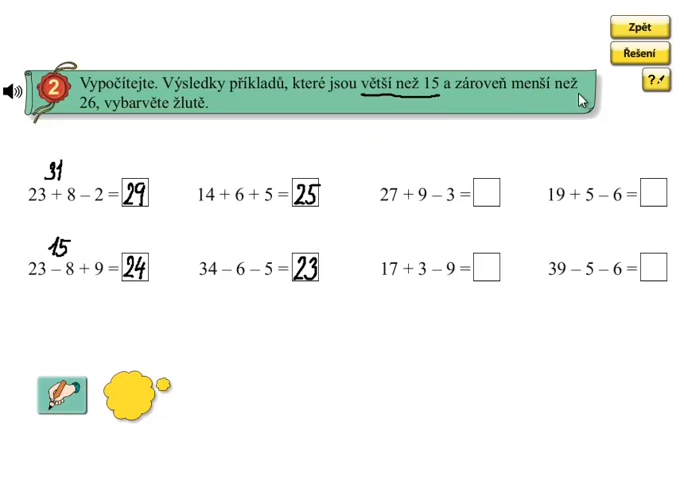 Zpět
Řešení
?
2 Vypočítejte. Výsledky příkladů, které jsou větší než 15 a zároveň menší než
26, vybarvěte žlutě.
31
23 + 8 – 2 = 29 14 + 6 + 5 = 25 27 + 9 – 3 = 19 + 5 – 6 =
15
23 – 8 + 9 = 24 34 – 6 – 5 = 23 17 + 3 – 9 = 39 – 5 – 6 =